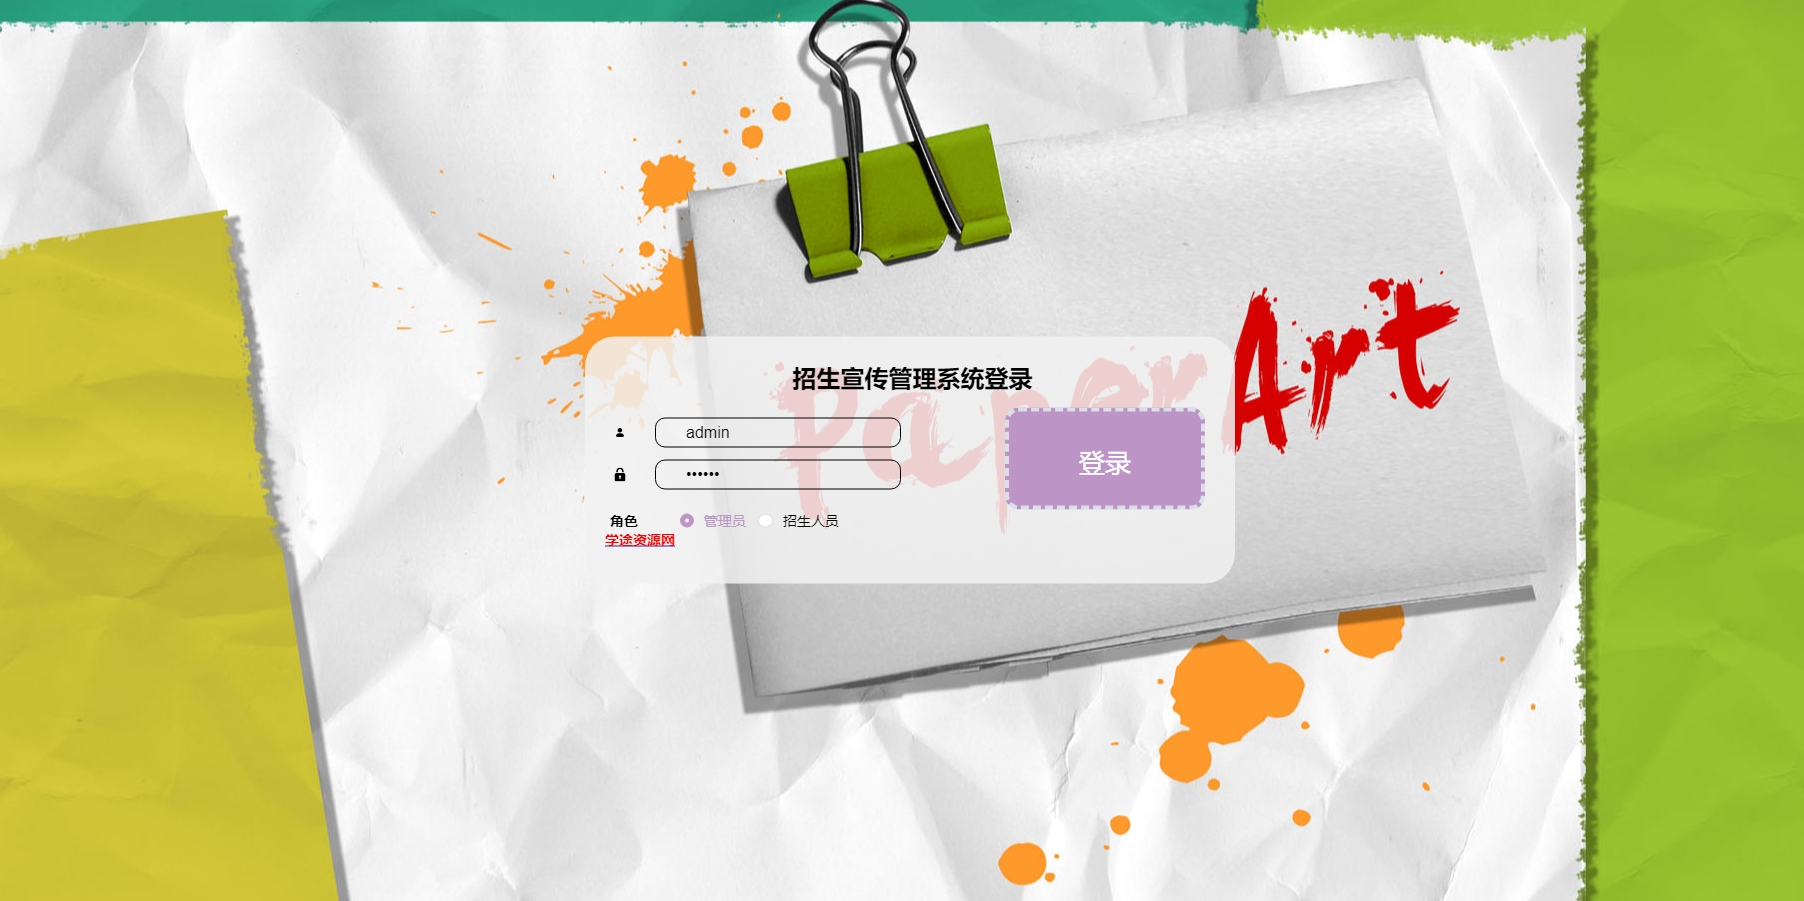 Paper Art
招生宣传管理系统登录
admin
••••••
登录
角色 管理员 招生人员
学途资源网